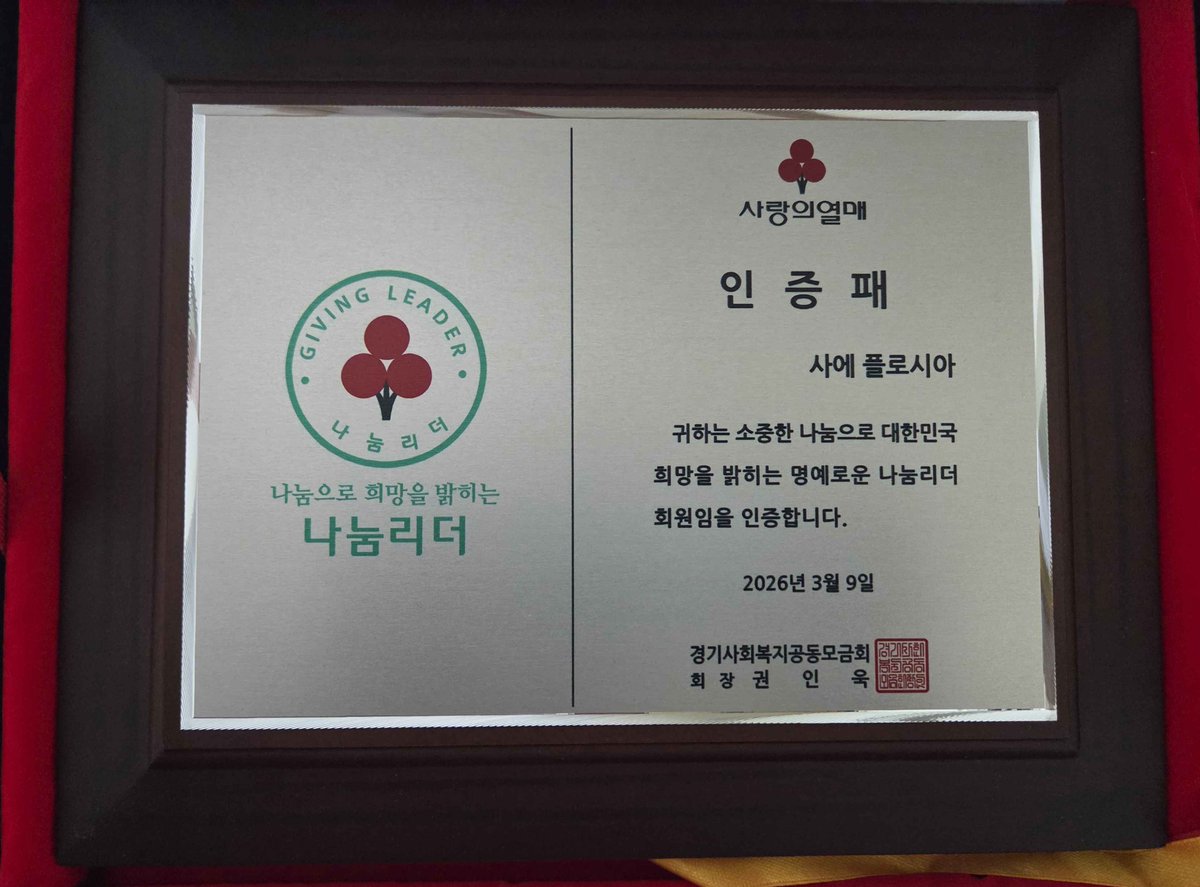 GIVING LEADER
나눔리더
나눔으로 희망을 밝히는
나눔리더
사랑의열매
인 증 패
사에 플로시아
귀하는 소중한 나눔으로 대한민국
희망을 밝히는 명예로운 나눔리더
회원임을 인증합니다.
2026년 3월 9일
경기사회복지공동모금회
회 장 권 인 욱